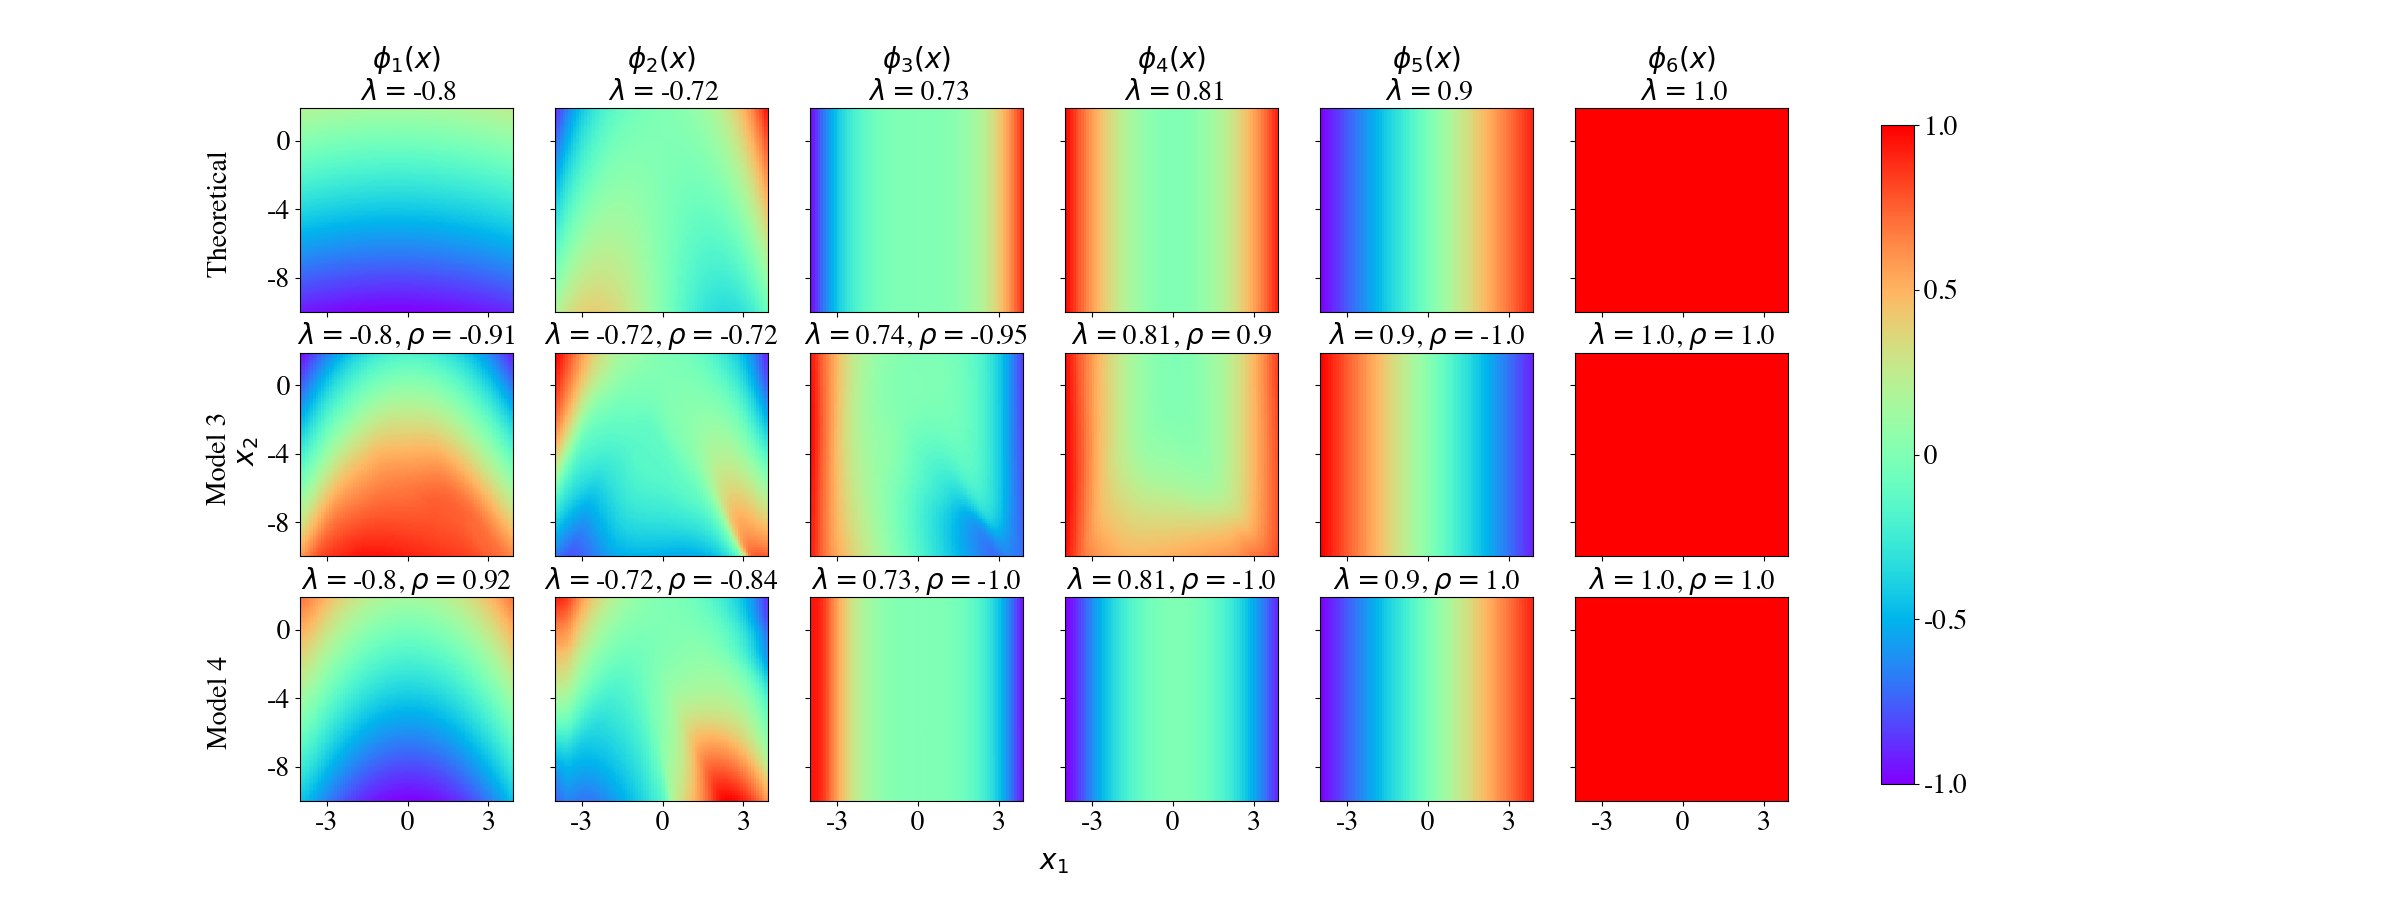 ϕ₁(x) ϕ₂(x) ϕ₃(x) ϕ₄(x) ϕ₅(x) ϕ₆(x)
λ = -0.8 λ = -0.72 λ = 0.73 λ = 0.81 λ = 0.9 λ = 1.0
Theoretical
0
-4
-8
λ = -0.8, ρ = -0.91 λ = -0.72, ρ = -0.72 λ = 0.74, ρ = -0.95 λ = 0.81, ρ = 0.9 λ = 0.9, ρ = -1.0 λ = 1.0, ρ = 1.0
Model 3
x₂
0
-4
-8
λ = -0.8, ρ = 0.92 λ = -0.72, ρ = -0.84 λ = 0.73, ρ = -1.0 λ = 0.81, ρ = -1.0 λ = 0.9, ρ = 1.0 λ = 1.0, ρ = 1.0
Model 4
0
-4
-8
-3 0 3 -3 0 3 -3 0 3 -3 0 3 -3 0 3 -3 0 3
x₁
1.0
0.5
0
-0.5
-1.0